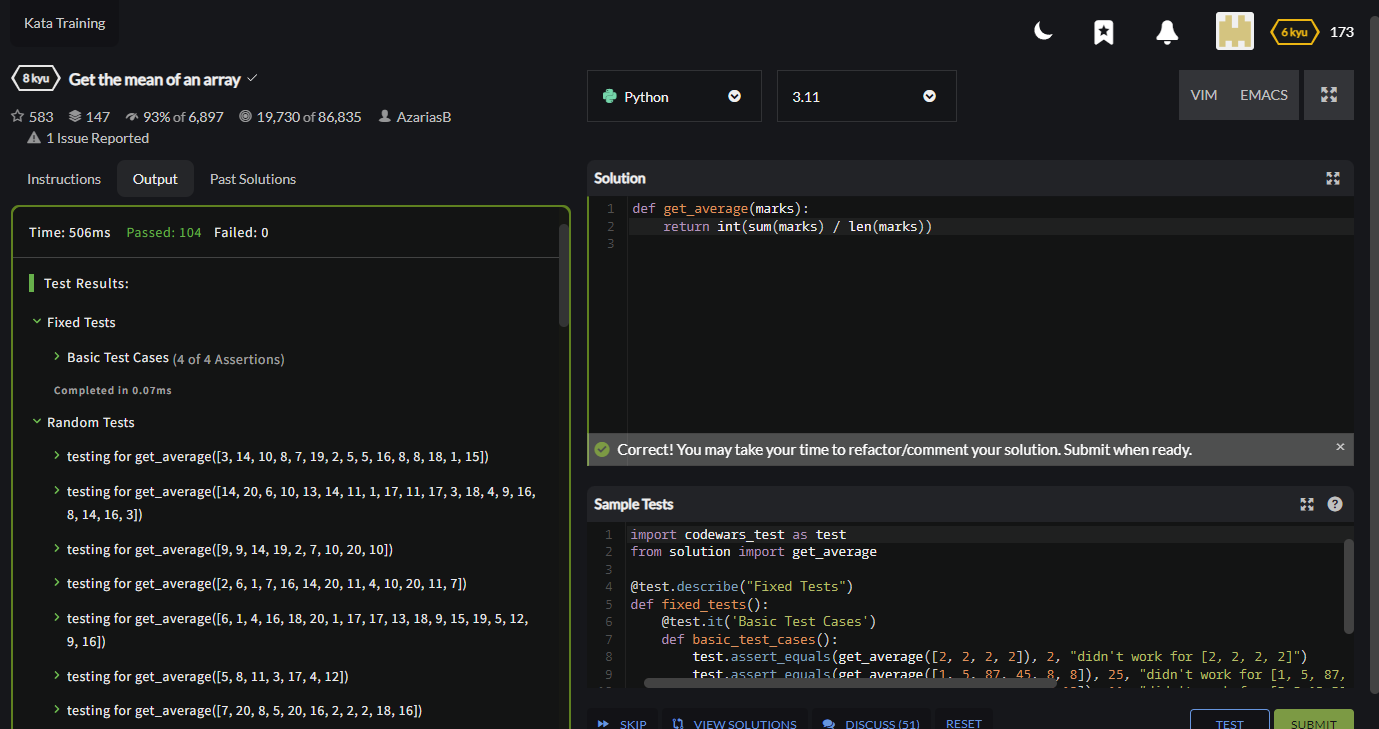 Kata Training
6 kyu 173
8 kyu Get the mean of an array
583 147 93% of 6,897 19,730 of 86,835 AzariasB
1 Issue Reported
Instructions Output Past Solutions
Time: 506ms Passed: 104 Failed: 0
Test Results:
Fixed Tests
Basic Test Cases (4 of 4 Assertions)
Completed in 0.07ms
Random Tests
testing for get_average([3, 14, 10, 8, 7, 19, 2, 5, 5, 16, 8, 8, 18, 1, 15])
testing for get_average([14, 20, 6, 10, 13, 14, 11, 1, 17, 11, 17, 3, 18, 4, 9, 16,
8, 14, 16, 3])
testing for get_average([9, 9, 14, 19, 2, 7, 10, 20, 10])
testing for get_average([2, 6, 1, 7, 16, 14, 20, 11, 4, 10, 20, 11, 7])
testing for get_average([6, 1, 4, 16, 18, 20, 1, 17, 17, 13, 18, 9, 15, 19, 5, 12,
9, 16])
testing for get_average([5, 8, 11, 3, 17, 4, 12])
testing for get_average([7, 20, 8, 5, 20, 16, 2, 2, 2, 18, 16])
Python 3.11 VIM EMACS
Solution
1 def get_average(marks):
2 return int(sum(marks) / len(marks))
3
Correct! You may take your time to refactor/comment your solution. Submit when ready.
Sample Tests
1 import codewars_test as test
2 from solution import get_average
3
4 @test.describe("Fixed Tests")
5 def fixed_tests():
6 @test.it('Basic Test Cases')
7 def basic_test_cases():
8 test.assert_equals(get_average([2, 2, 2, 2]), 2, "didn't work for [2, 2, 2, 2]")
9 test.assert_equals(get_average([1, 5, 87, 45, 8, 8]), 25, "didn't work for [1, 5, 87,
SKIP VIEW SOLUTIONS DISCUSS (51) RESET TEST SUBMIT